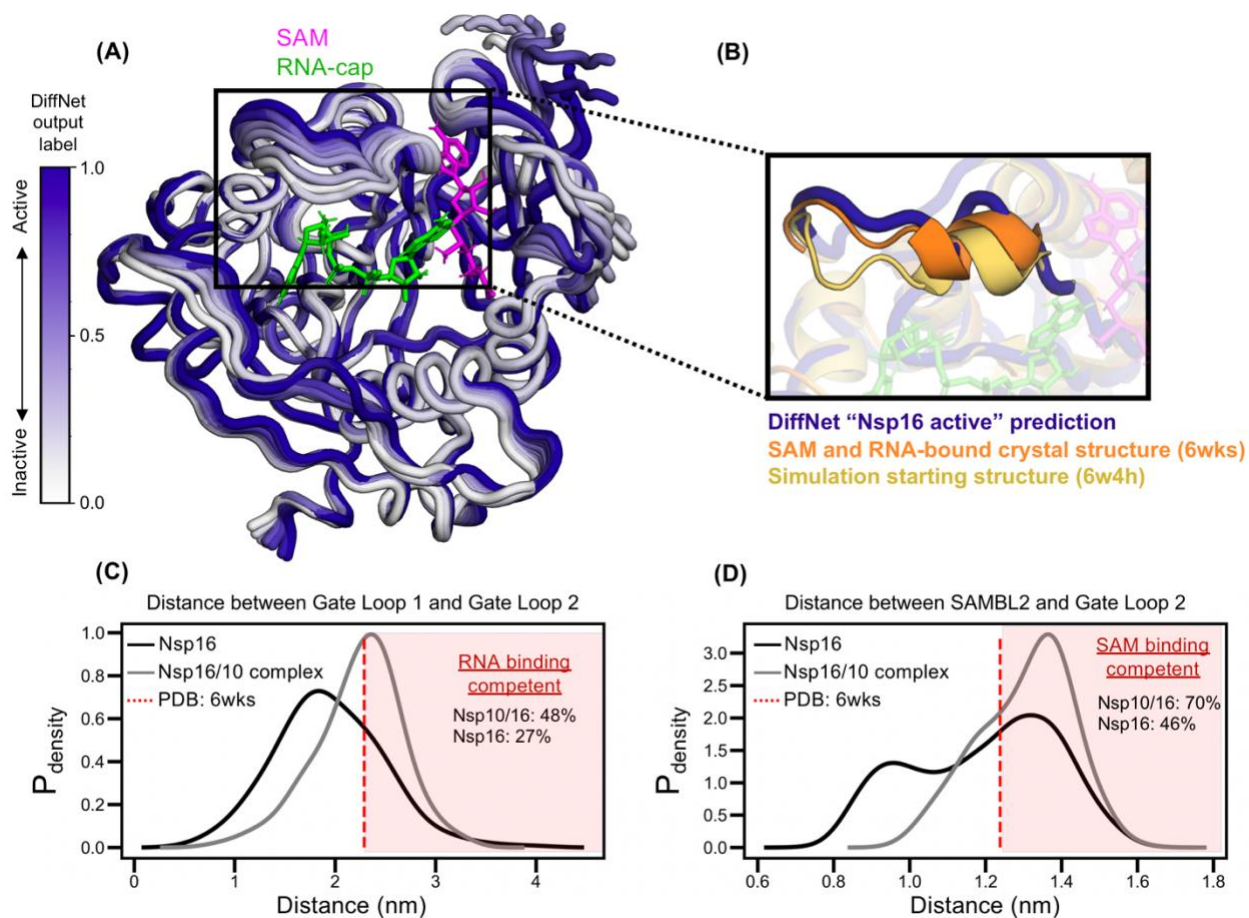 (A)
SAM
RNA-cap
(B)
DiffNet
output
label
1.0
0.5
0.0
Active
Inactive
DiffNet “Nsp16 active” prediction
SAM and RNA-bound crystal structure (6wks)
Simulation starting structure (6w4h)
(C)
Distance between Gate Loop 1 and Gate Loop 2
Nsp16
Nsp16/10 complex
PDB: 6wks
RNA binding
competent
Nsp10/16: 48%
Nsp16: 27%
P density
1.0
0.8
0.6
0.4
0.2
0.0
0 1 2 3 4
Distance (nm)
(D)
Distance between SAMBL2 and Gate Loop 2
Nsp16
Nsp16/10 complex
PDB: 6wks
SAM binding
competent
Nsp10/16: 70%
Nsp16: 46%
P density
3.0
2.5
2.0
1.5
1.0
0.5
0.0
0.6 0.8 1.0 1.2 1.4 1.6 1.8
Distance (nm)